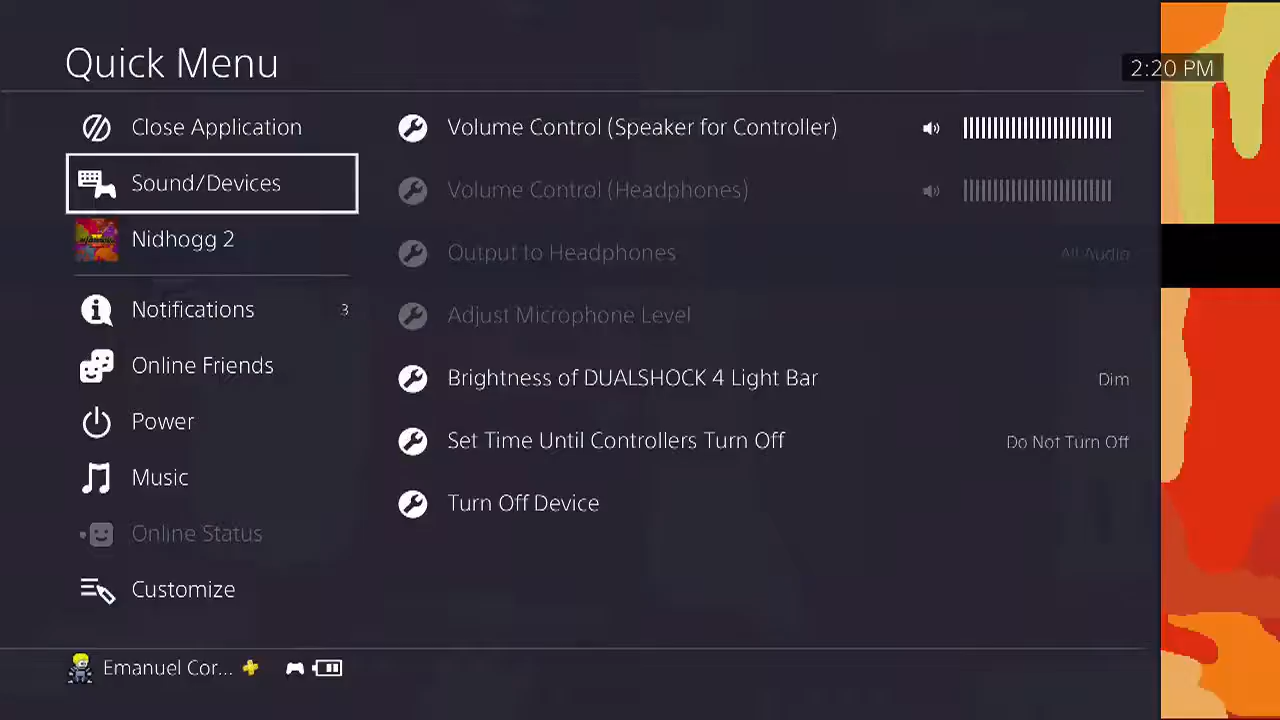 Quick Menu
2:20 PM
Close Application
Sound/Devices
Nidhogg 2
Notifications 3
Online Friends
Power
Music
Online Status
Customize
Volume Control (Speaker for Controller)
Volume Control (Headphones)
Output to Headphones All Audio
Adjust Microphone Level
Brightness of DUALSHOCK 4 Light Bar Dim
Set Time Until Controllers Turn Off Do Not Turn Off
Turn Off Device
Emanuel Cor...